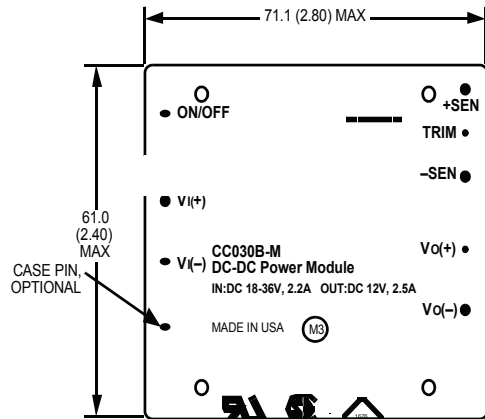 71.1 (2.80) MAX
+SEN
ON/OFF
TRIM
–SEN
VI(+)
61.0
(2.40)
MAX
CC030B-M
VO(+)
VI(–)
DC-DC Power Module
CASE PIN,
OPTIONAL
IN:DC 18-36V, 2.2A OUT:DC 12V, 2.5A
VO(–)
MADE IN USA
M3